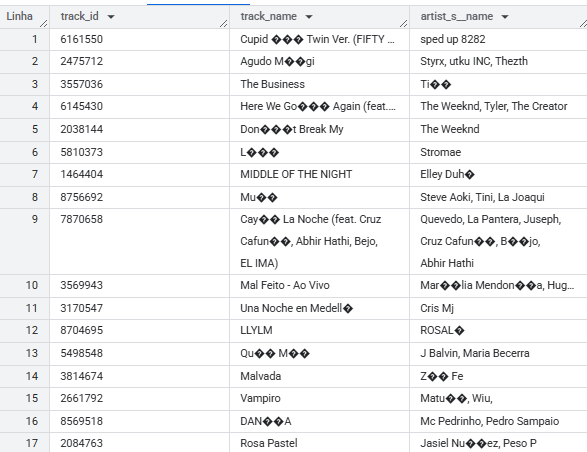 Linha track_id track_name artist_s__name
1 6161550 Cupid ��� Twin Ver. (FIFTY ... sped up 8282
2 2475712 Agudo M��gi Styrx, utku INC, Thezth
3 3557036 The Business Ti��
4 6145430 Here We Go��� Again (feat.... The Weeknd, Tyler, The Creator
5 2038144 Don���t Break My The Weeknd
6 5810373 L��� Stromae
7 1464404 MIDDLE OF THE NIGHT Elley Duh�
8 8756692 Mu�� Steve Aoki, Tini, La Joaqui
9 7870658 Cay�� La Noche (feat. Cruz Quevedo, La Pantera, Juseph,
Cafun��, Abhir Hathi, Bejo, Cruz Cafun��, B��jo,
EL IMA) Abhir Hathi
10 3569943 Mal Feito - Ao Vivo Mar��lia Mendon��a, Hug...
11 3170547 Una Noche en Medell� Cris Mj
12 8704695 LLYLM ROSAL�
13 5498548 Qu�� M�� J Balvin, Maria Becerra
14 3814674 Malvada Z�� Fe
15 2661792 Vampiro Matu��, Wiu,
16 8569518 DAN��A Mc Pedrinho, Pedro Sampaio
17 2084763 Rosa Pastel Jasiel Nu��ez, Peso P